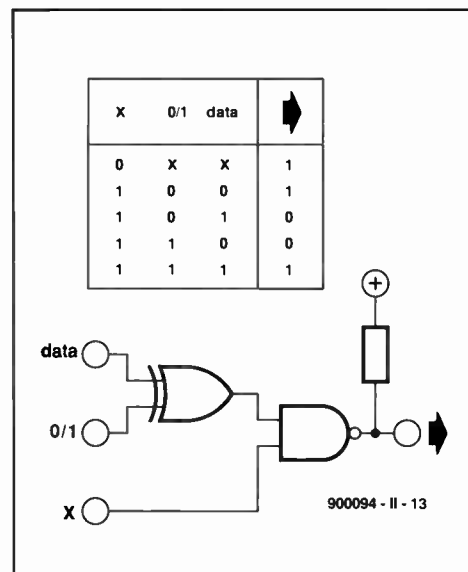 X 0/1 data
0 X X 1
1 0 0 1
1 0 1 0
1 1 0 0
1 1 1 1
+
data
0/1
X
900094 - II - 13